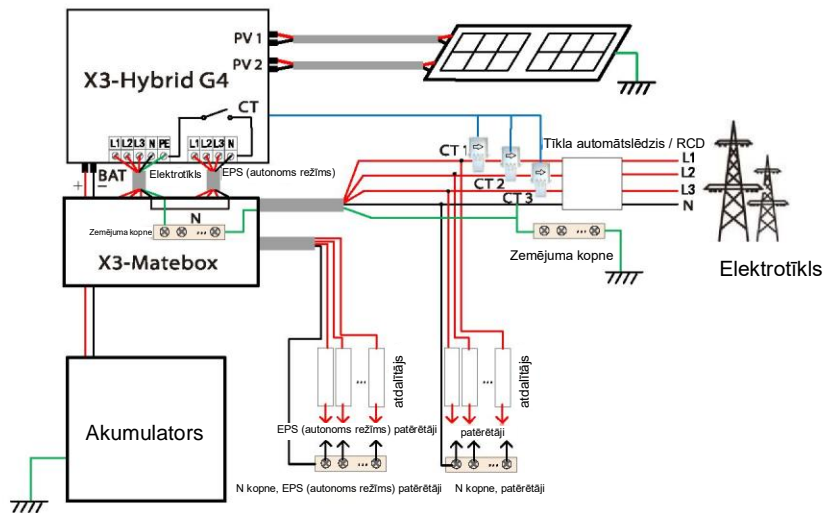 PV 1
PV 2
X3-Hybrid G4
CT
L1 L2 L3 N PE
L1 L2 L3 N
BAT
+ −
Elektrotīkls
EPS (autonoms režīms)
N
Zemējuma kopne
...
X3-Matebox
CT 1
CT 2
CT 3
Tīkla automātslēdzis / RCD
L1
L2
L3
N
...
Zemējuma kopne
Elektrotīkls
Akumulators
...
atdalītājs
EPS (autonoms režīms) patērētāji
...
N kopne, EPS (autonoms režīms) patērētāji
...
atdalītājs
patērētāji
...
N kopne, patērētāji